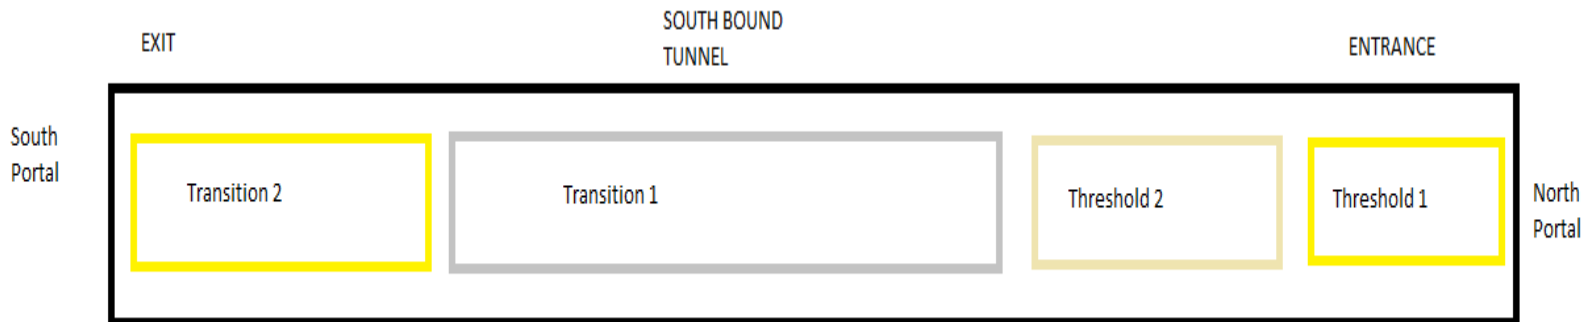 SOUTH BOUND
TUNNEL
EXIT
ENTRANCE
South
Portal
Transition 2
Transition 1
Threshold 2
Threshold 1
North
Portal